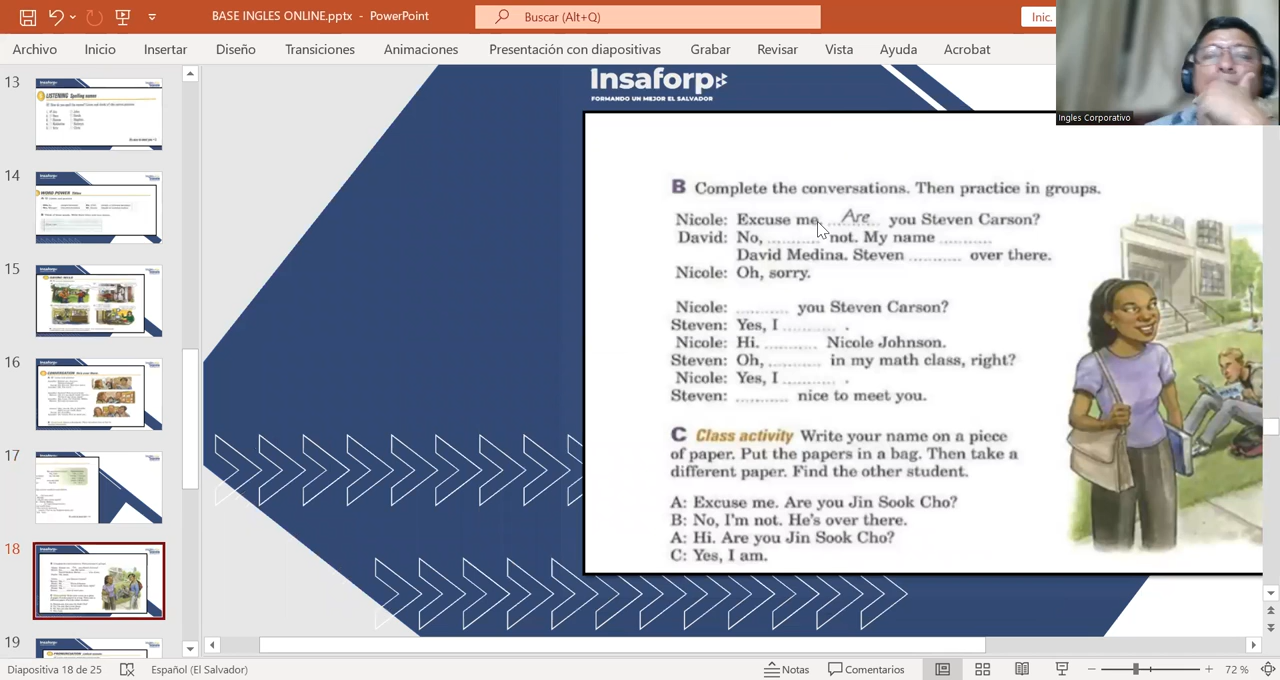 BASE INGLES ONLINE.pptx - PowerPoint
Buscar (Alt+Q)
Inic.
Archivo Inicio Insertar Diseño Transiciones Animaciones Presentación con diapositivas Grabar Revisar Vista Ayuda Acrobat
Ingles Corporativo
13
14
15
16
17
18
19
Insaforp
FORMANDO UN MEJOR EL SALVADOR
B Complete the conversations. Then practice in groups.
Nicole: Excuse me. Are you Steven Carson?
David: No, .......... not. My name ..........
David Medina. Steven .......... over there.
Nicole: Oh, sorry.
Nicole: .......... you Steven Carson?
Steven: Yes, I .......... .
Nicole: Hi. .......... Nicole Johnson.
Steven: Oh, .......... in my math class, right?
Nicole: Yes, I .......... .
Steven: .......... nice to meet you.
C Class activity Write your name on a piece
of paper. Put the papers in a bag. Then take a
different paper. Find the other student.
A: Excuse me. Are you Jin Sook Cho?
B: No, I'm not. He's over there.
A: Hi. Are you Jin Sook Cho?
C: Yes, I am.
Diapositiva 18 de 25 Español (El Salvador) Notas Comentarios 72 %